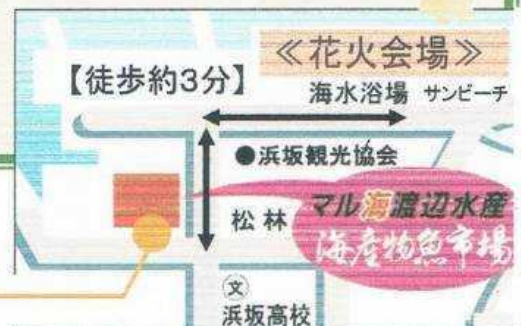 ≪花火会場≫
【徒歩約3分】
海水浴場 サンビーチ
●浜坂観光協会
松林
マル海渡辺水産
海産物魚市場
文
浜坂高校